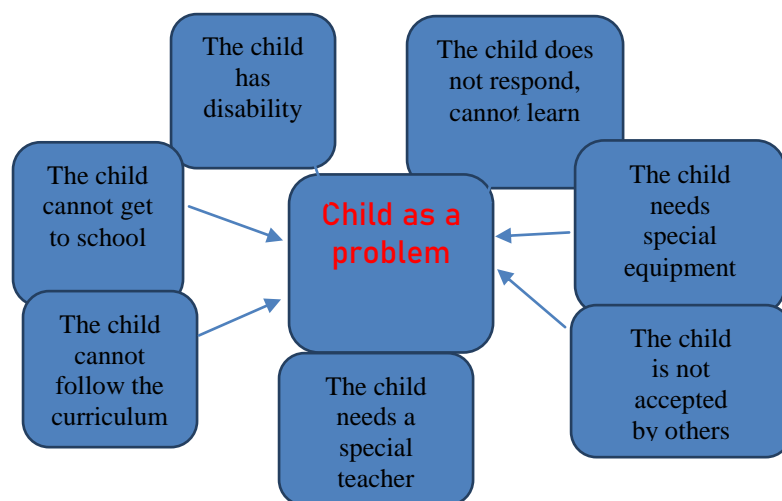 The child
has
disability
The child does
not respond,
cannot learn
The child
cannot get
to school
Child as a
problem
The child
needs
special
equipment
The child
cannot
follow the
curriculum
The child
needs a
special
teacher
The child
is not
accepted
by others